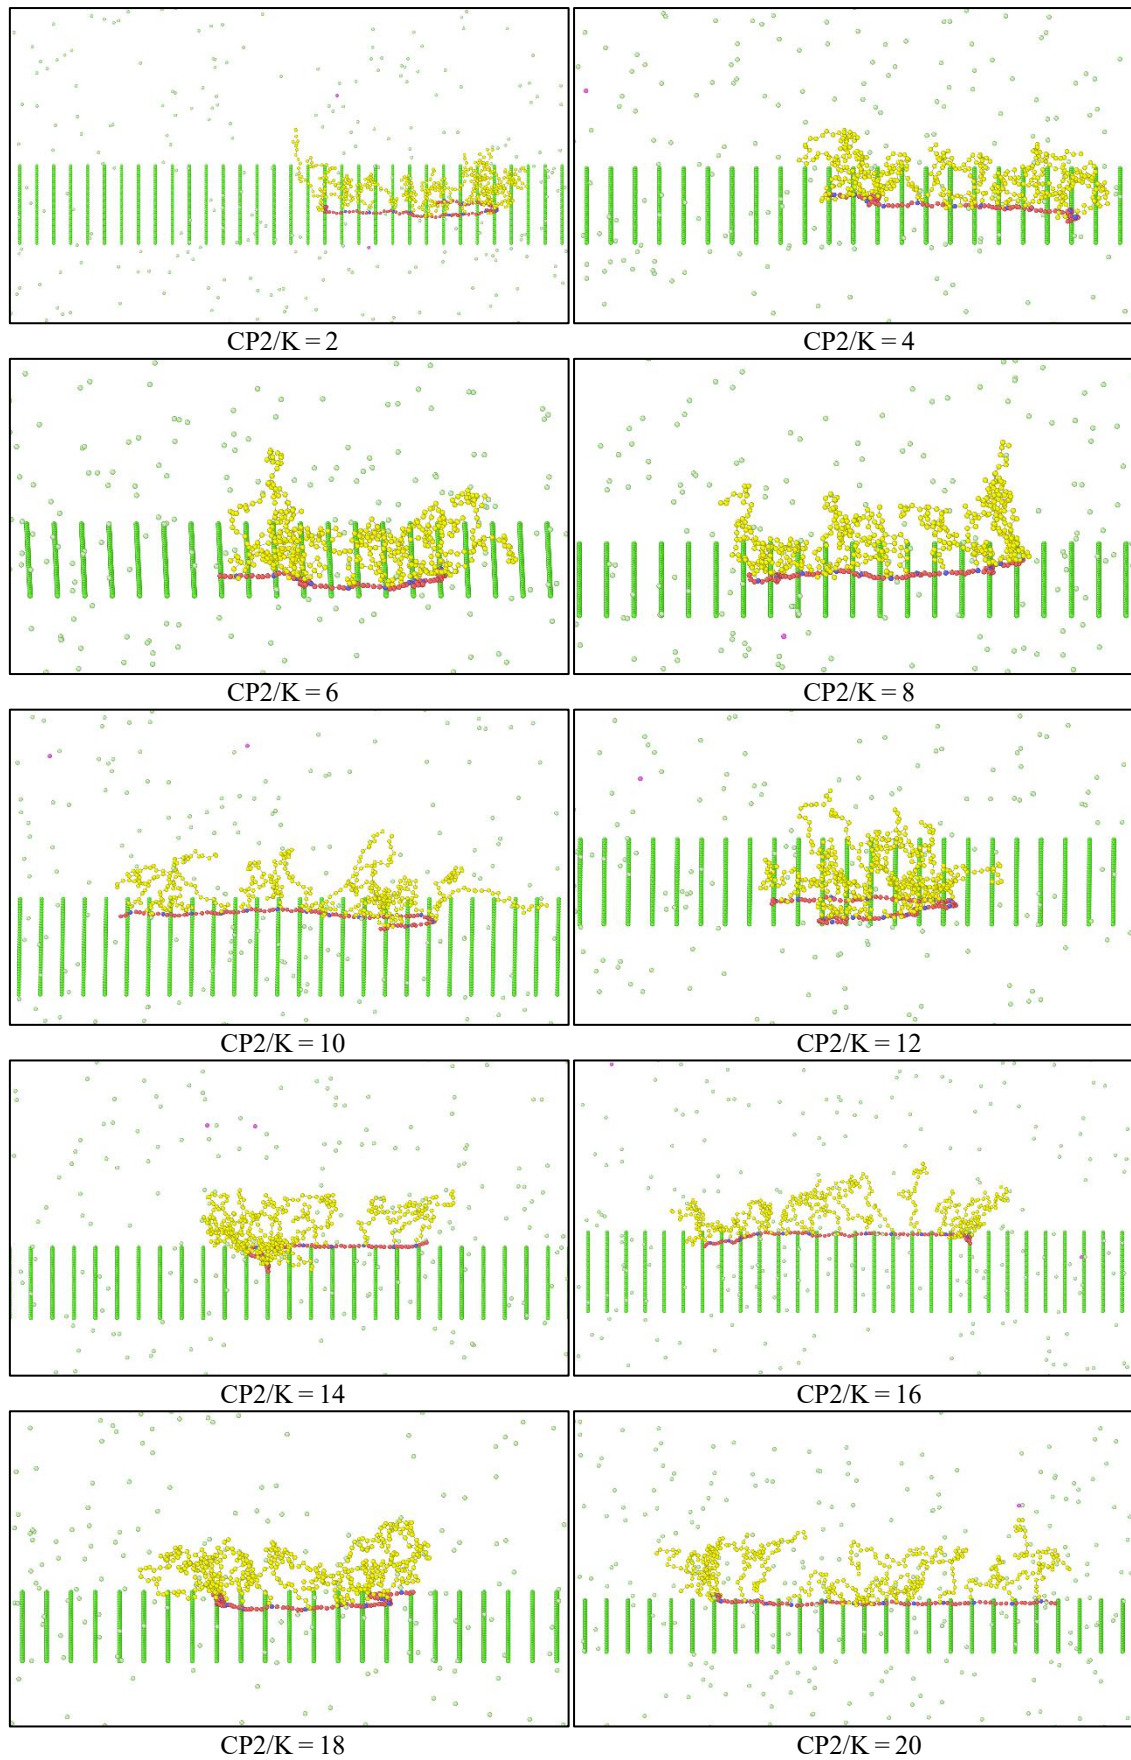 CP2/K = 2
CP2/K = 4
CP2/K = 6
CP2/K = 8
CP2/K = 10
CP2/K = 12
CP2/K = 14
CP2/K = 16
CP2/K = 18
CP2/K = 20